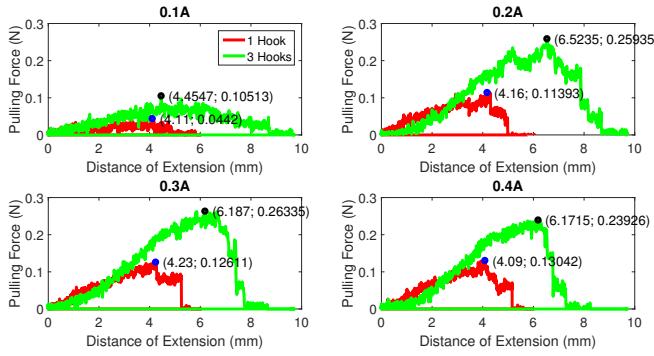 0.1A
Pulling Force (N)
0.3
0.2
0.1
0
1 Hook
3 Hooks
(4.4547; 0.10513)
(4.11; 0.0442)
0 2 4 6 8 10
Distance of Extension (mm)
0.2A
Pulling Force (N)
0.3
0.2
0.1
0
(6.5235; 0.25935
(4.16; 0.11393)
0 2 4 6 8 10
Distance of Extension (mm)
0.3A
Pulling Force (N)
0.3
0.2
0.1
0
(6.187; 0.26335)
(4.23; 0.12611)
0 2 4 6 8 10
Distance of Extension (mm)
0.4A
Pulling Force (N)
0.3
0.2
0.1
0
(6.1715; 0.23926)
(4.09; 0.13042)
0 2 4 6 8 10
Distance of Extension (mm)